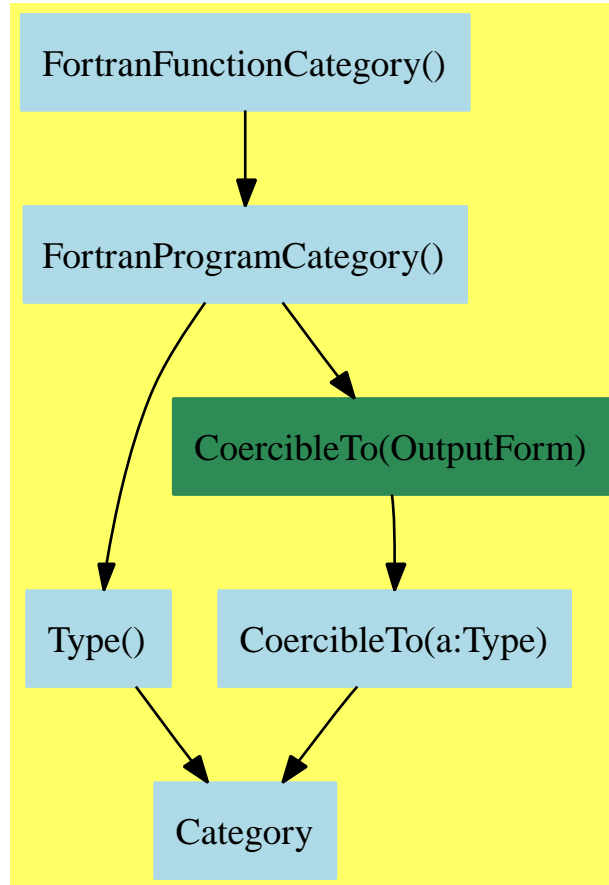 FortranFunctionCategory()
FortranProgramCategory()
CoercibleTo(OutputForm)
Type()
CoercibleTo(a:Type)
Category